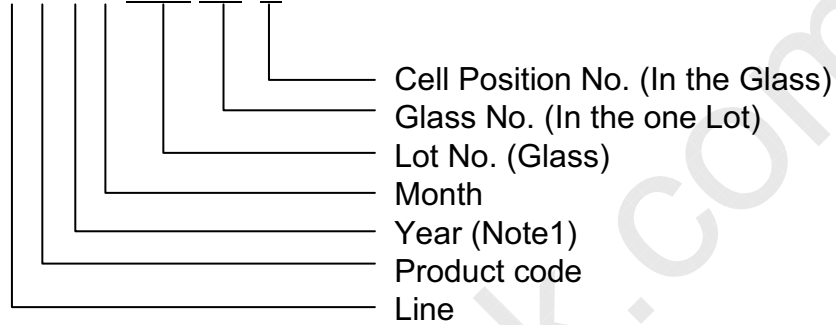 Cell Position No. (In the Glass)
Glass No. (In the one Lot)
Lot No. (Glass)
Month
Year (Note1)
Product code
Line